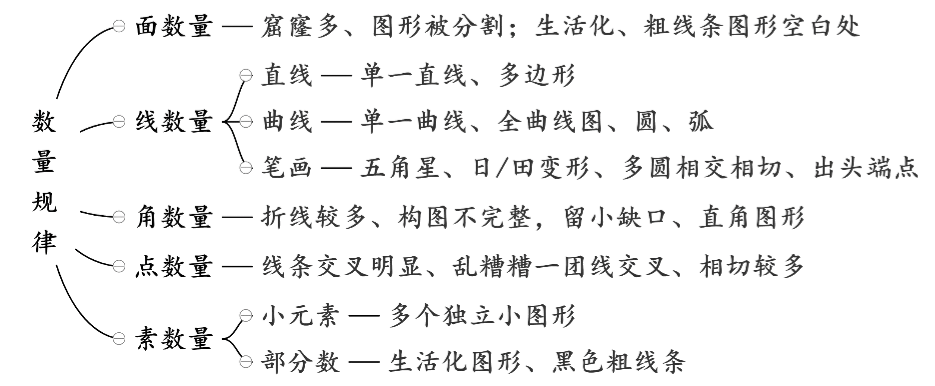 数量规律
面数量 — 窟窿多、图形被分割；生活化、粗线条图形空白处
线数量
直线 — 单一直线、多边形
曲线 — 单一曲线、全曲线图、圆、弧
笔画 — 五角星、日/田变形、多圆相交相切、出头端点
角数量 — 折线较多、构图不完整，留小缺口、直角图形
点数量 — 线条交叉明显、乱糟糟一团线交叉、相切较多
素数量
小元素 — 多个独立小图形
部分数 — 生活化图形、黑色粗线条